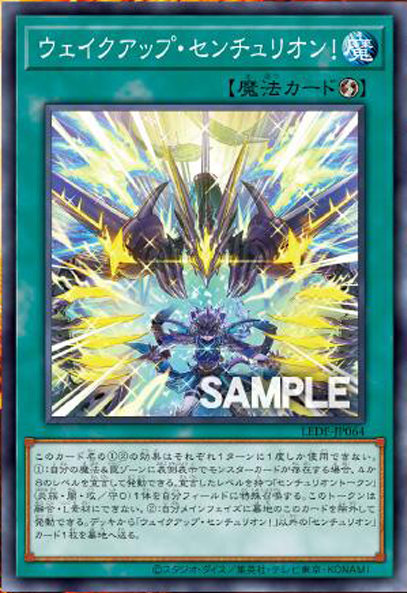 ウェイクアップ・センチュリオン!
魔
【魔法カード】
SAMPLE
LEDE-JP064
このカード名の①②の効果はそれぞれ1ターンに1度しか使用できない。
①:自分の魔法&罠ゾーンに表側表示でモンスターカードが存在する場合、4か
8のレベルを宣言して発動できる。宣言したレベルを持つ「センチュリオントークン」
(炎族・闇・攻/守0)1体を自分フィールドに特殊召喚する。このトークンは
融合・L素材にできない。②:自分メインフェイズに墓地のこのカードを除外して
発動できる。デッキから「ウェイクアップ・センチュリオン!」以外の「センチュリオン」
カード1枚を墓地へ送る。
©スタジオ・ダイス/集英社・テレビ東京・KONAMI